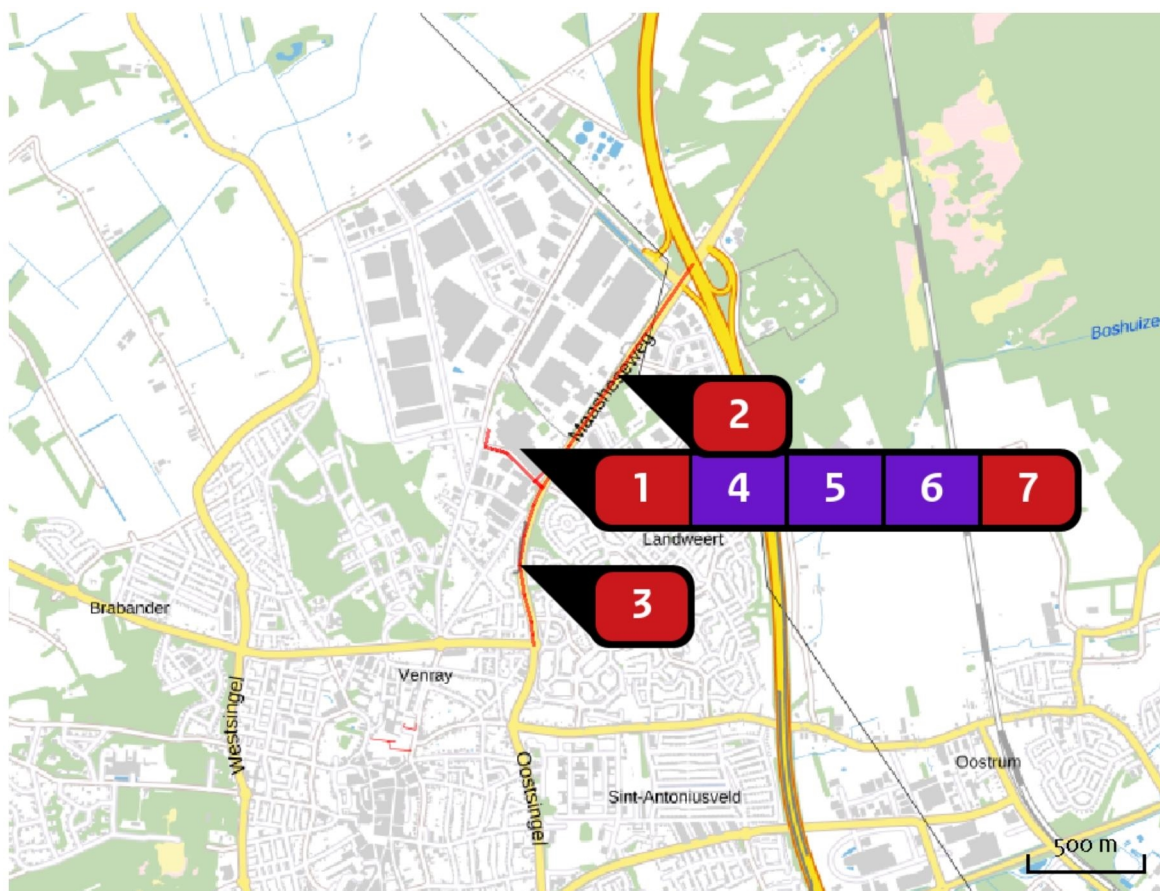 Boshuize
Maasheseweg
2
1 4 5 6 7
Landweert
3
Brabander
Venray
Westsingel
Oostsingel
Oostrum
Sint-Antoniusveld
500 m